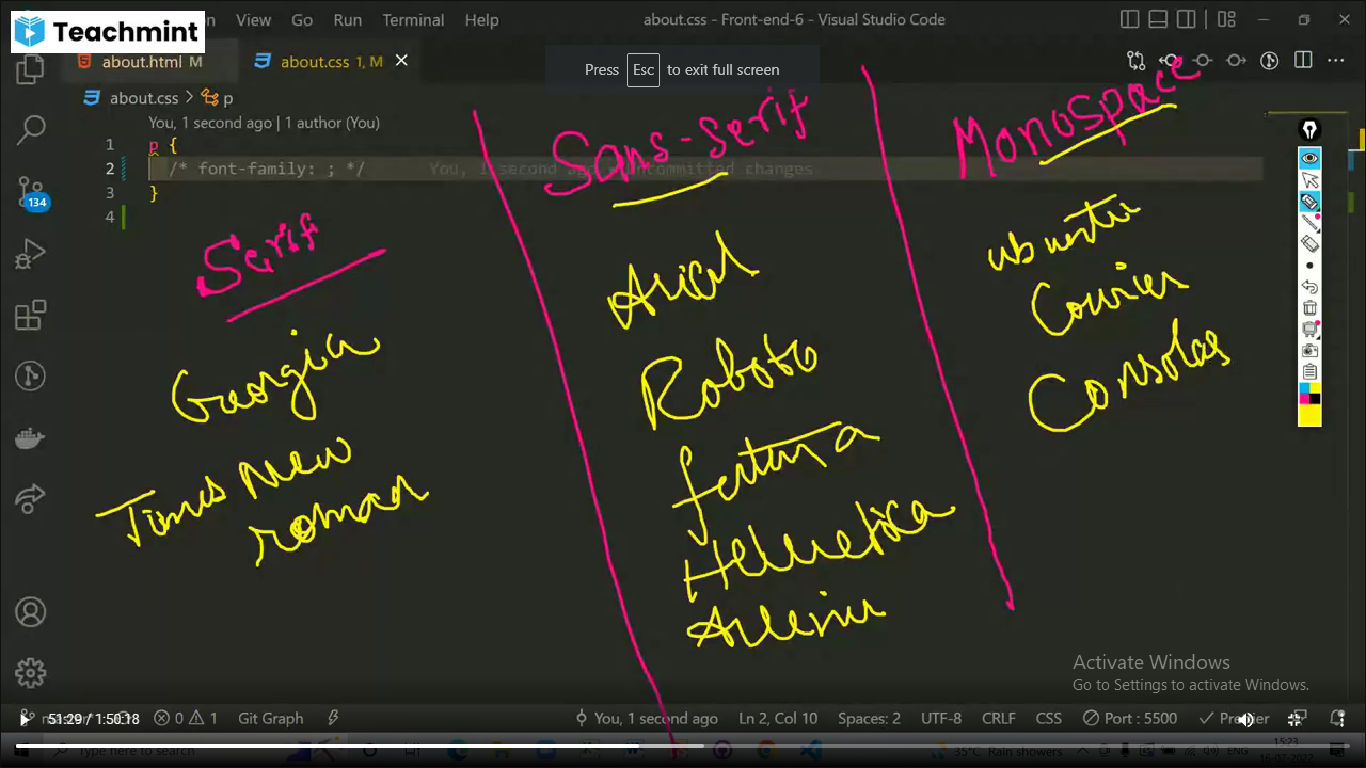 Teachmint
View Go Run Terminal Help
about.css - Front-end-6 - Visual Studio Code
about.html M
about.css 1, M
Press Esc to exit full screen
about.css > p
You, 1 second ago | 1 author (You)
1 p {
2 /* font-family: ; */ You, 1 second ago • Uncommitted changes
3 }
4
134
Serif
Georgia
Times New
roman
Sans-Serif
Arial
Roboto
Helvetica
Monospace
ubuntu
Courier
Consolas
Activate Windows
Go to Settings to activate Windows.
51:29 / 1:50:18
0 1 Git Graph
You, 1 second ago Ln 2, Col 10 Spaces: 2 UTF-8 CRLF CSS Port : 5500
Type here to search
35°C Rain showers
ENG
15:23